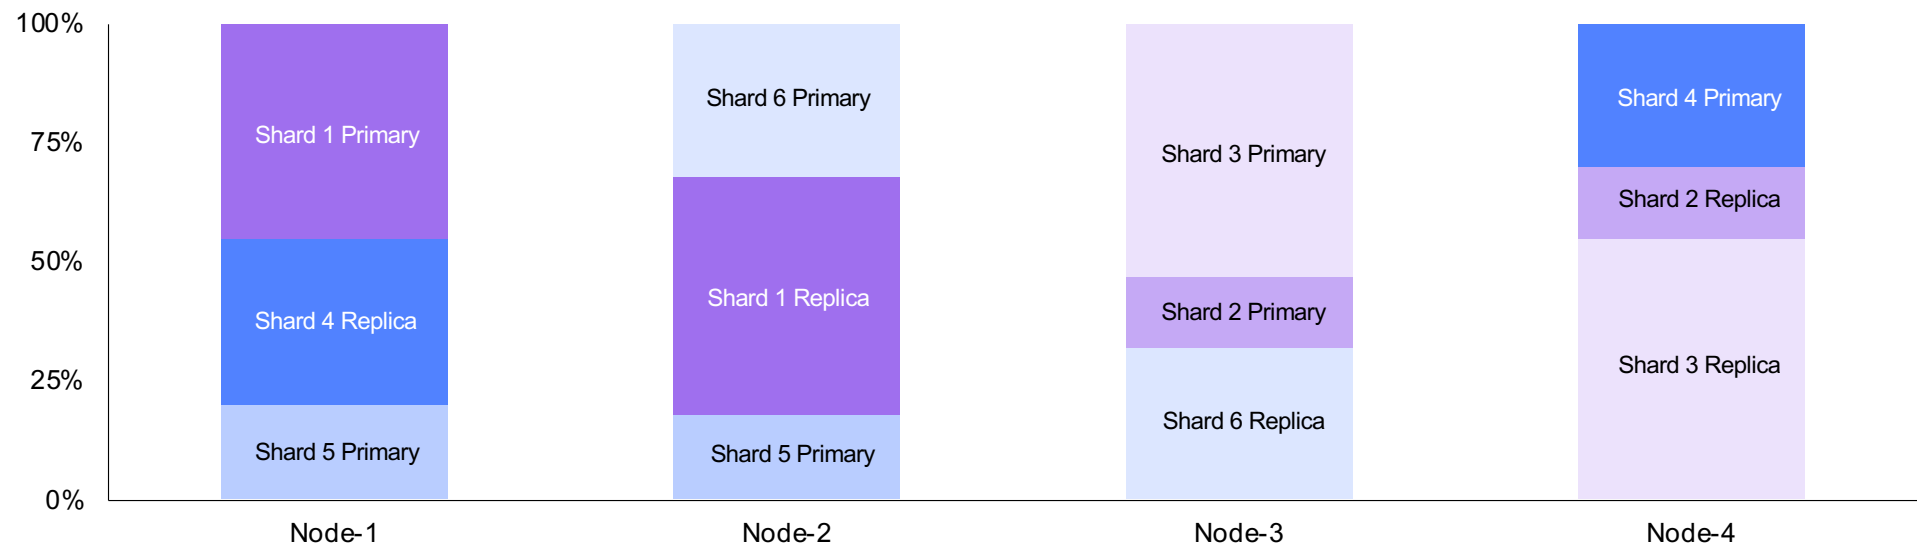 100%
75%
50%
25%
0%
Shard 1 Primary
Shard 4 Replica
Shard 5 Primary
Shard 6 Primary
Shard 1 Replica
Shard 5 Primary
Shard 3 Primary
Shard 2 Primary
Shard 6 Replica
Shard 4 Primary
Shard 2 Replica
Shard 3 Replica
Node-1
Node-2
Node-3
Node-4